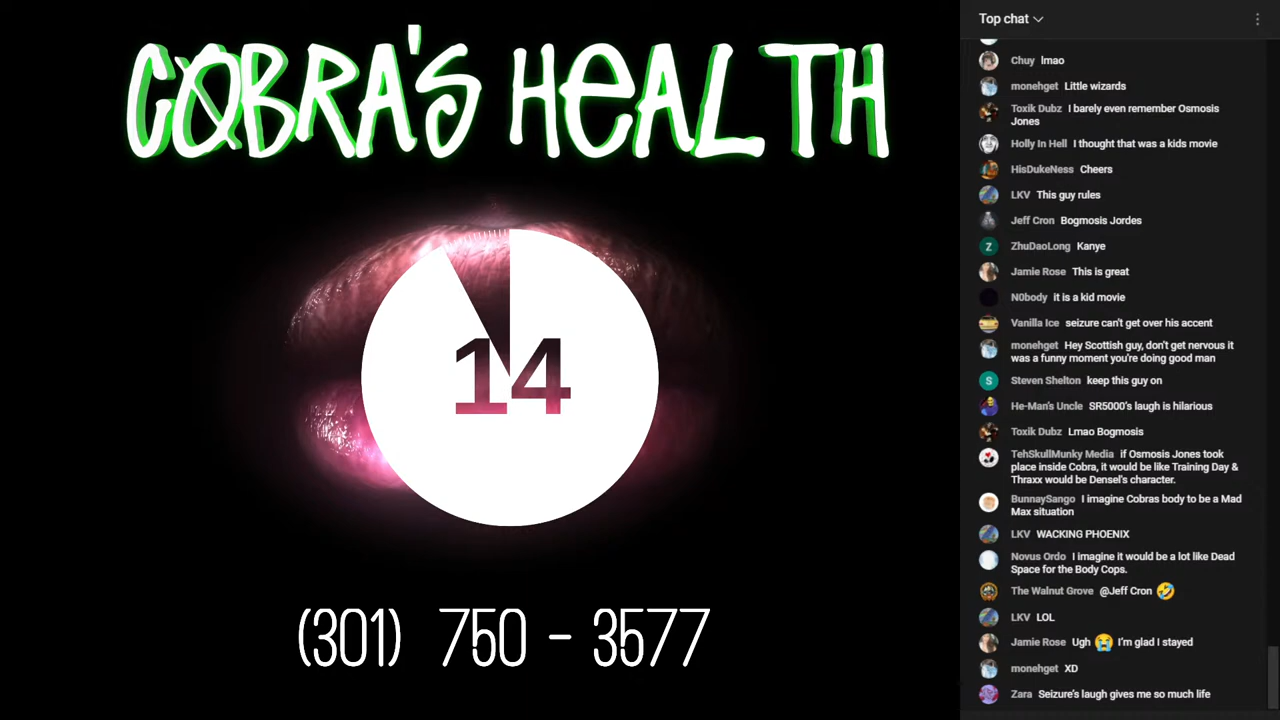 COBRA'S HEALTH
14
(301) 750 - 3577
Top chat
Chuy lmao
monehget Little wizards
Toxik Dubz I barely even remember Osmosis
Jones
Holly In Hell I thought that was a kids movie
HisDukeNess Cheers
LKV This guy rules
Jeff Cron Bogmosis Jordes
Z ZhuDaoLong Kanye
Jamie Rose This is great
N0body it is a kid movie
Vanilla Ice seizure can't get over his accent
monehget Hey Scottish guy, don't get nervous it
was a funny moment you're doing good man
S Steven Shelton keep this guy on
He-Man's Uncle SR5000's laugh is hilarious
Toxik Dubz Lmao Bogmosis
TehSkullMunky Media if Osmosis Jones took
place inside Cobra, it would be like Training Day &
Thraxx would be Densel's character.
BunnaySango I imagine Cobras body to be a Mad
Max situation
LKV WACKING PHOENIX
Novus Ordo I imagine it would be a lot like Dead
Space for the Body Cops.
The Walnut Grove @Jeff Cron 🤣
LKV LOL
Jamie Rose Ugh 😭 I'm glad I stayed
monehget XD
Zara Seizure's laugh gives me so much life